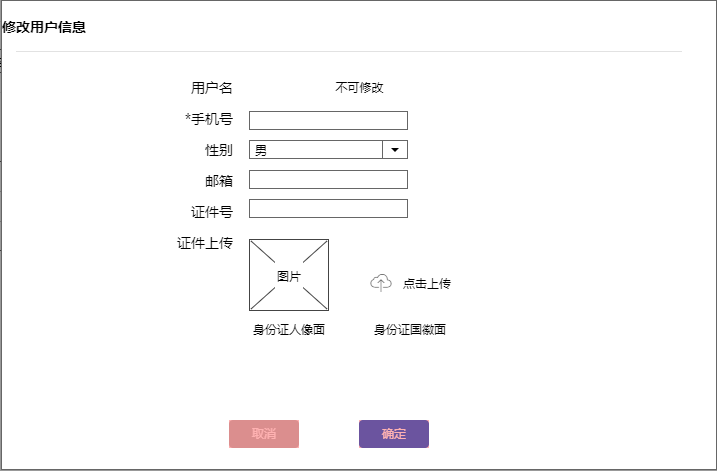 修改用户信息
用户名 不可修改
*手机号
性别 男
邮箱
证件号
证件上传
图片
点击上传
身份证人像面 身份证国徽面
取消 确定